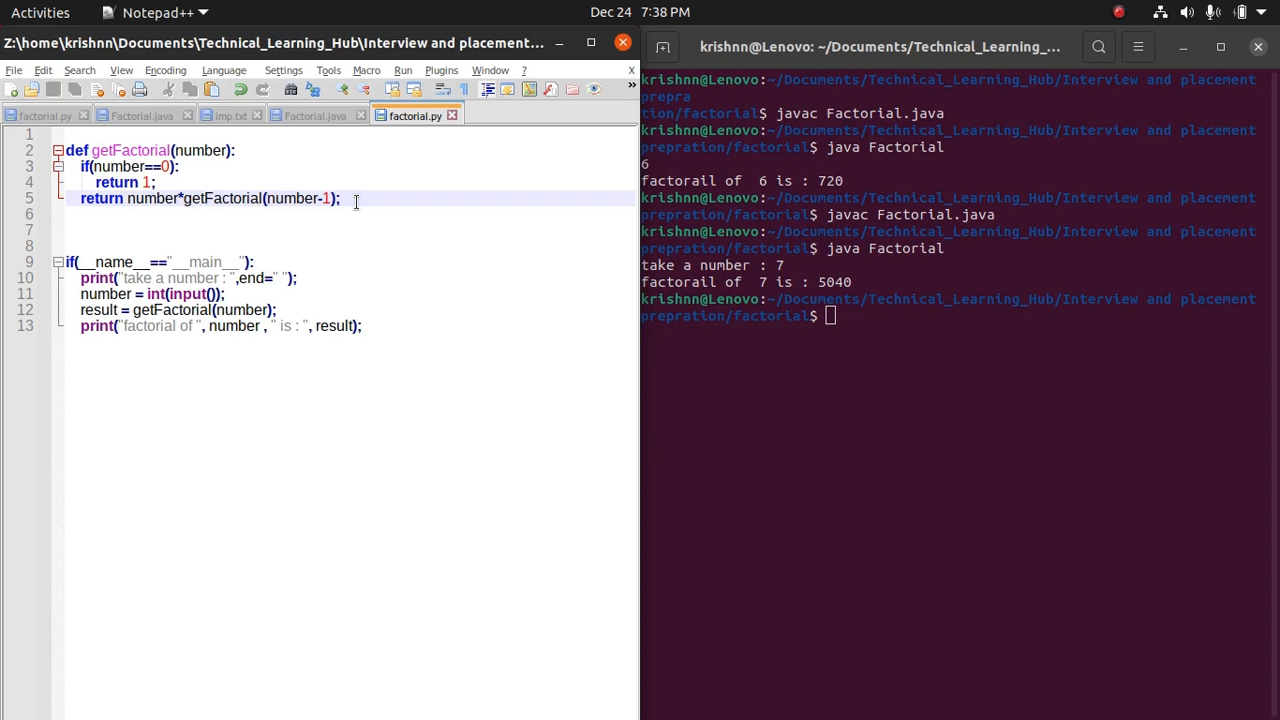 Activities Notepad++ Dec 24 7:38 PM
Z:\home\krishnn\Documents\Technical_Learning_Hub\Interview and placement...
File Edit Search View Encoding Language Settings Tools Macro Run Plugins Window ? X
factorial.py Factorial.java imp.txt Factorial.java factorial.py
1
2 def getFactorial(number):
3 if(number==0):
4 return 1;
5 return number*getFactorial(number-1);
6
7
8
9 if(__name__=="__main__"):
10 print("take a number : ",end=" ");
11 number = int(input());
12 result = getFactorial(number);
13 print("factorial of ", number , " is : ", result);
krishnn@Lenovo: ~/Documents/Technical_Learning_...
krishnn@Lenovo:~/Documents/Technical_Learning_Hub/Interview and placement prepra
tion/factorial$ javac Factorial.java
krishnn@Lenovo:~/Documents/Technical_Learning_Hub/Interview and placement
prepration/factorial$ java Factorial
6
factorail of  6 is : 720
krishnn@Lenovo:~/Documents/Technical_Learning_Hub/Interview and placement
prepration/factorial$ javac Factorial.java
krishnn@Lenovo:~/Documents/Technical_Learning_Hub/Interview and placement
prepration/factorial$ java Factorial
take a number : 7
factorail of  7 is : 5040
krishnn@Lenovo:~/Documents/Technical_Learning_Hub/Interview and placement
prepration/factorial$